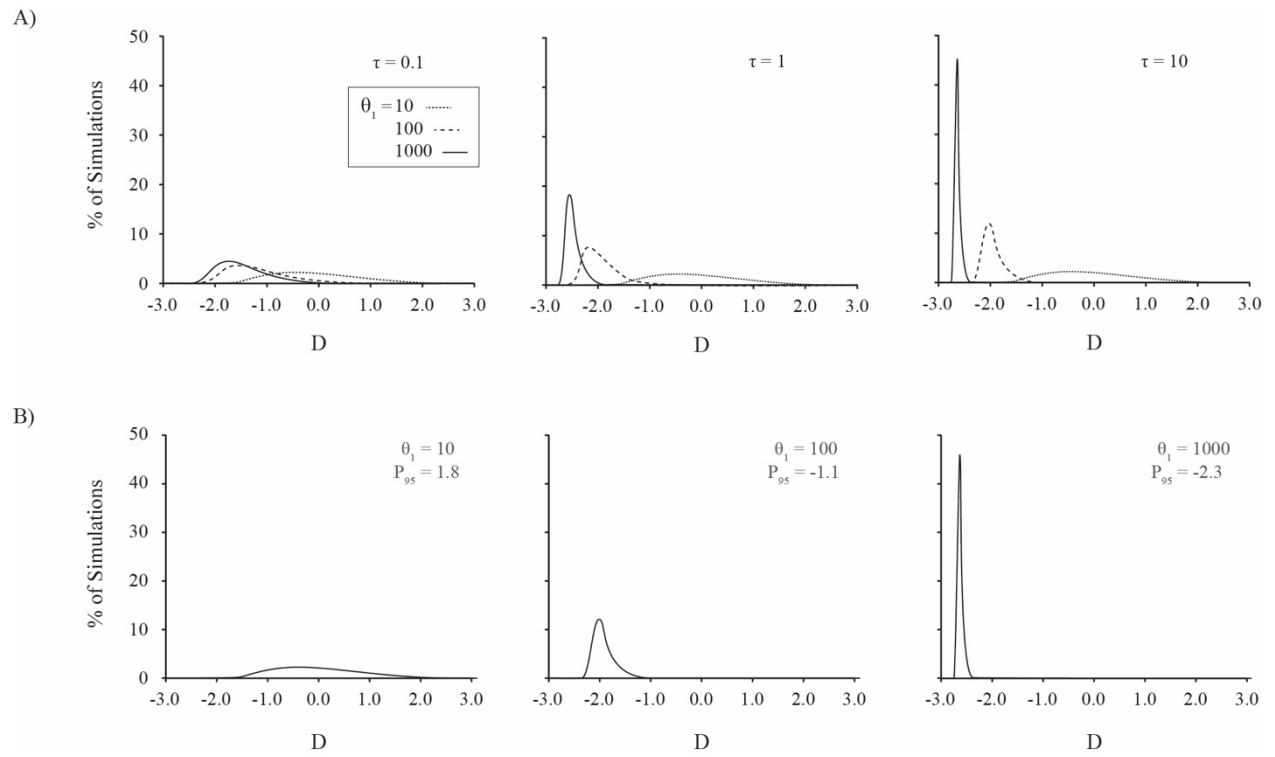 A)
50
40
30
20
10
0
% of Simulations
τ = 0.1
θ1 = 10
100
1000
-3.0 -2.0 -1.0 0.0 1.0 2.0 3.0
D
τ = 1
-3.0 -2.0 -1.0 0.0 1.0 2.0 3.0
D
τ = 10
-3.0 -2.0 -1.0 0.0 1.0 2.0 3.0
D
B)
50
40
30
20
10
0
% of Simulations
θ1 = 10
P95 = 1.8
-3.0 -2.0 -1.0 0.0 1.0 2.0 3.0
D
θ1 = 100
P95 = -1.1
-3.0 -2.0 -1.0 0.0 1.0 2.0 3.0
D
θ1 = 1000
P95 = -2.3
-3.0 -2.0 -1.0 0.0 1.0 2.0 3.0
D